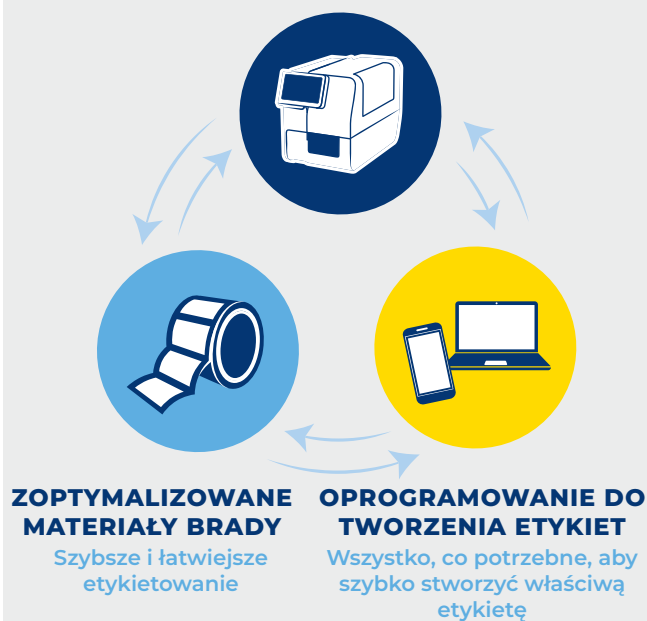 ZOPTYMALIZOWANE
MATERIAŁY BRADY
Szybsze i łatwiejsze
etykietowanie
OPROGRAMOWANIE DO
TWORZENIA ETYKIET
Wszystko, co potrzebne, aby
szybko stworzyć właściwą
etykietę